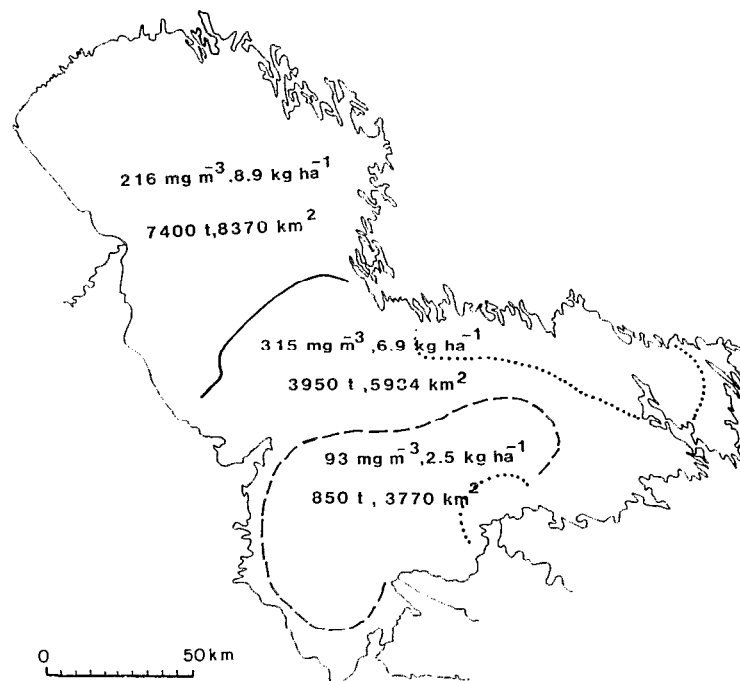 216 mg m⁻³, 8.9 kg ha⁻¹
7400 t, 8370 km²
315 mg m⁻³, 6.9 kg ha⁻¹
3950 t, 5934 km²
93 mg m⁻³, 2.5 kg ha⁻¹
850 t, 3770 km²
0 50 km